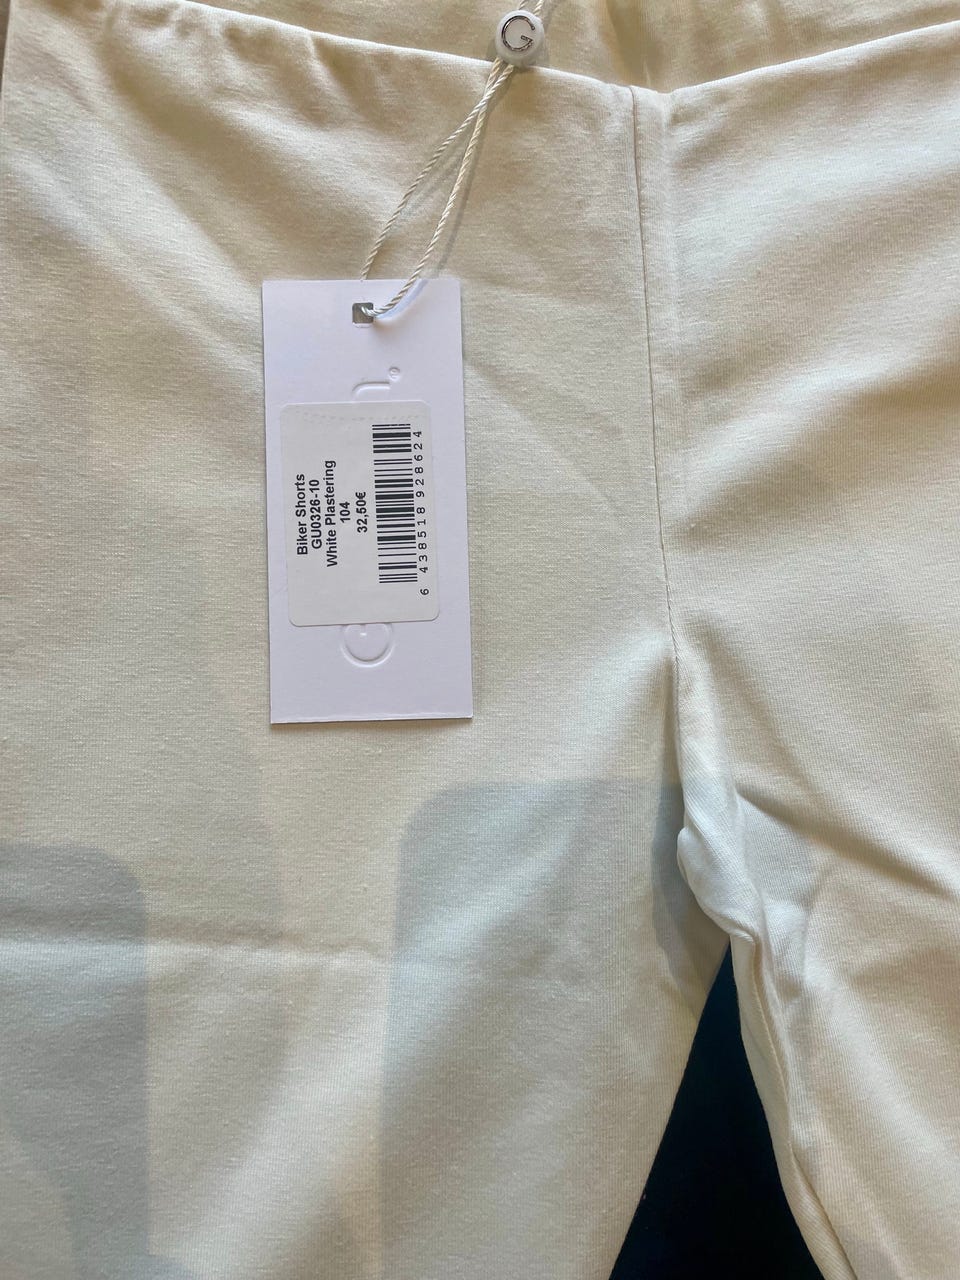 G
Biker Shorts
GU0326-10
White Plastering
104
32,50€
6 438518 928624